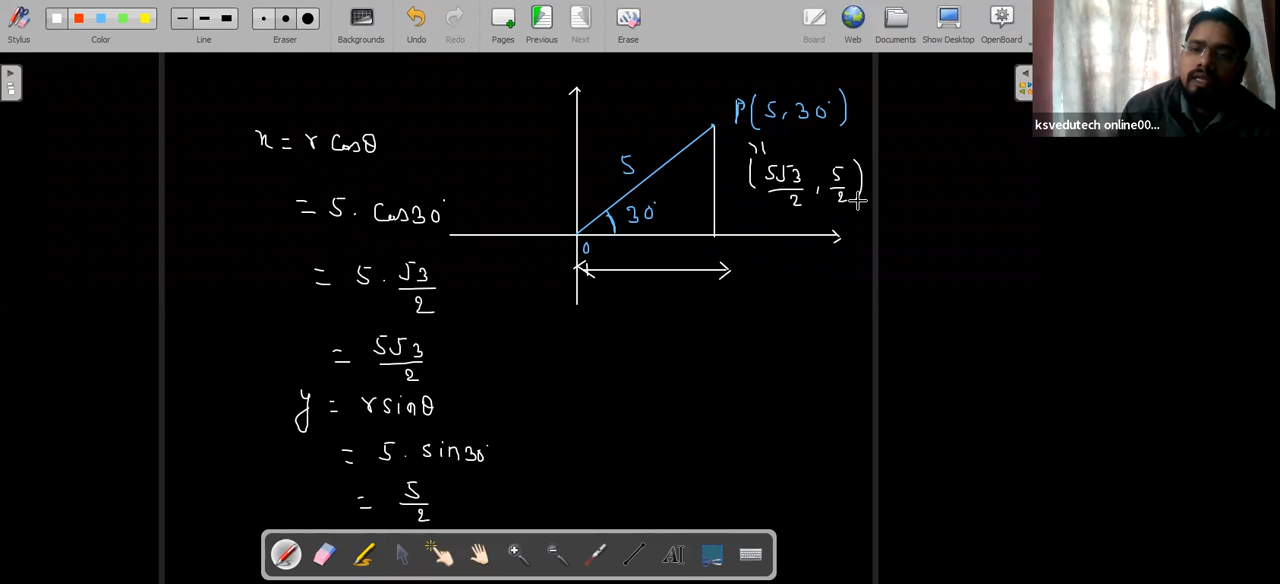 Stylus
Color
Line
Eraser
Backgrounds
Undo
Redo
Pages
Previous
Next
Erase
Board
Web
Documents
Show Desktop
OpenBoard
ksvedutech online00...
x = r cosθ
= 5 . cos30°
= 5 . √3/2
= 5√3/2
y = r sinθ
= 5 . sin30°
= 5/2
P(5, 30°)
(5√3/2, 5/2)
5
30°
0
AI